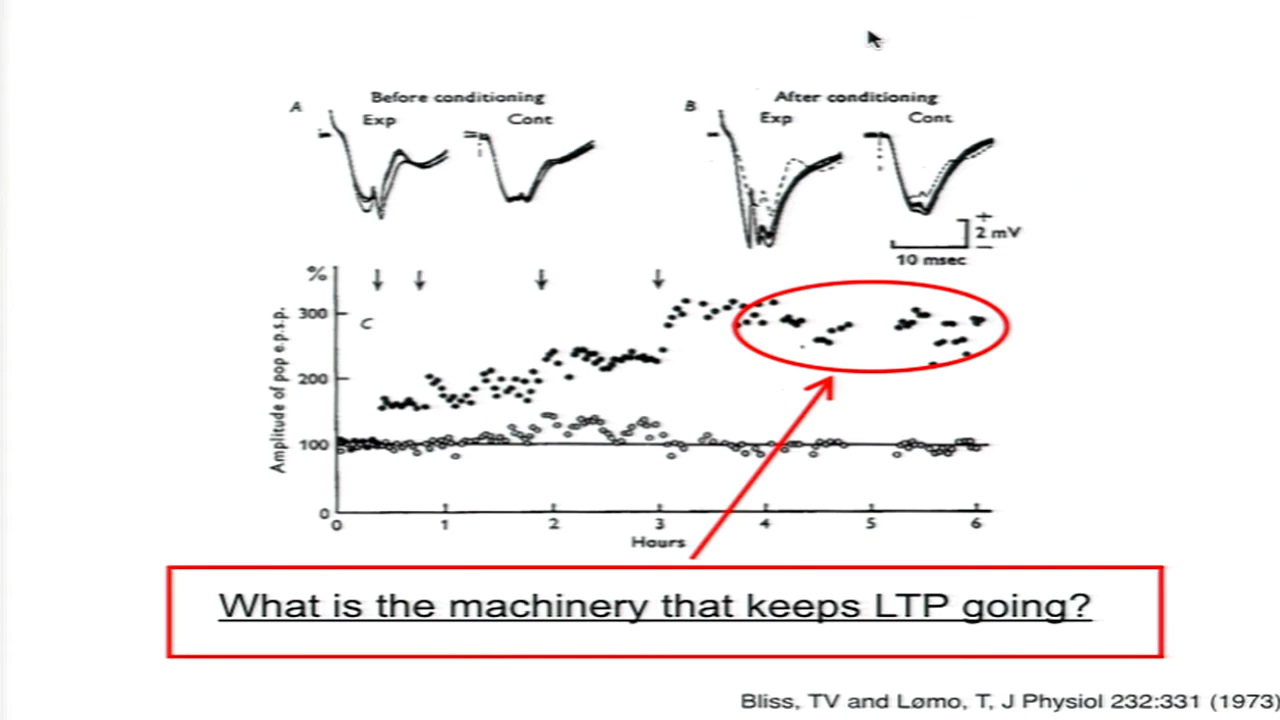 A
Before conditioning
Exp
Cont
B
After conditioning
Exp
Cont
+
2 mV
−
10 msec
%
300
200
100
0
C
Amplitude of pop e.p.s.p.
0 1 2 3 4 5 6
Hours
What is the machinery that keeps LTP going?
Bliss, TV and Lømo, T, J Physiol 232:331 (1973)